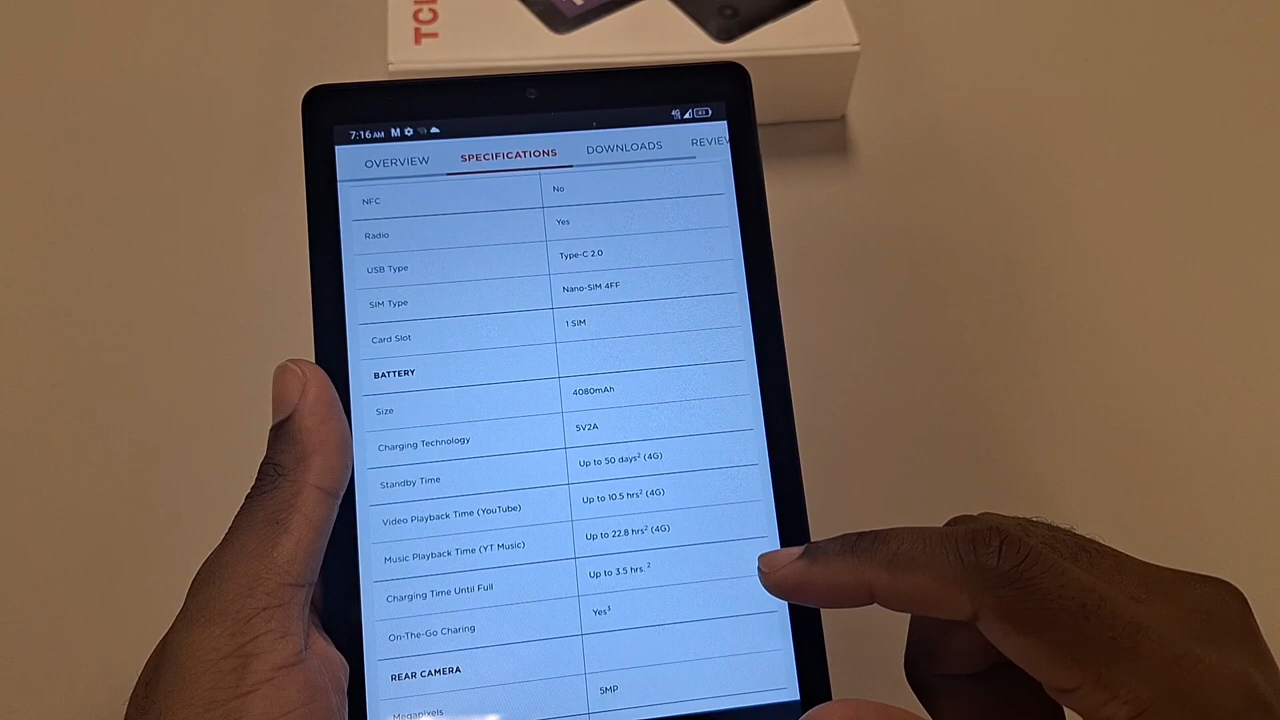 TCL
7:16 AM M 4G LTE 43
OVERVIEW SPECIFICATIONS DOWNLOADS REVIEW
NFC No
Radio Yes
USB Type Type-C 2.0
SIM Type Nano-SIM 4FF
Card Slot 1 SIM
BATTERY
Size 4080mAh
Charging Technology 5V2A
Standby Time Up to 50 days² (4G)
Video Playback Time (YouTube) Up to 10.5 hrs² (4G)
Music Playback Time (YT Music) Up to 22.8 hrs² (4G)
Charging Time Until Full Up to 3.5 hrs. ²
On-The-Go Charing Yes³
REAR CAMERA
Megapixels 5MP